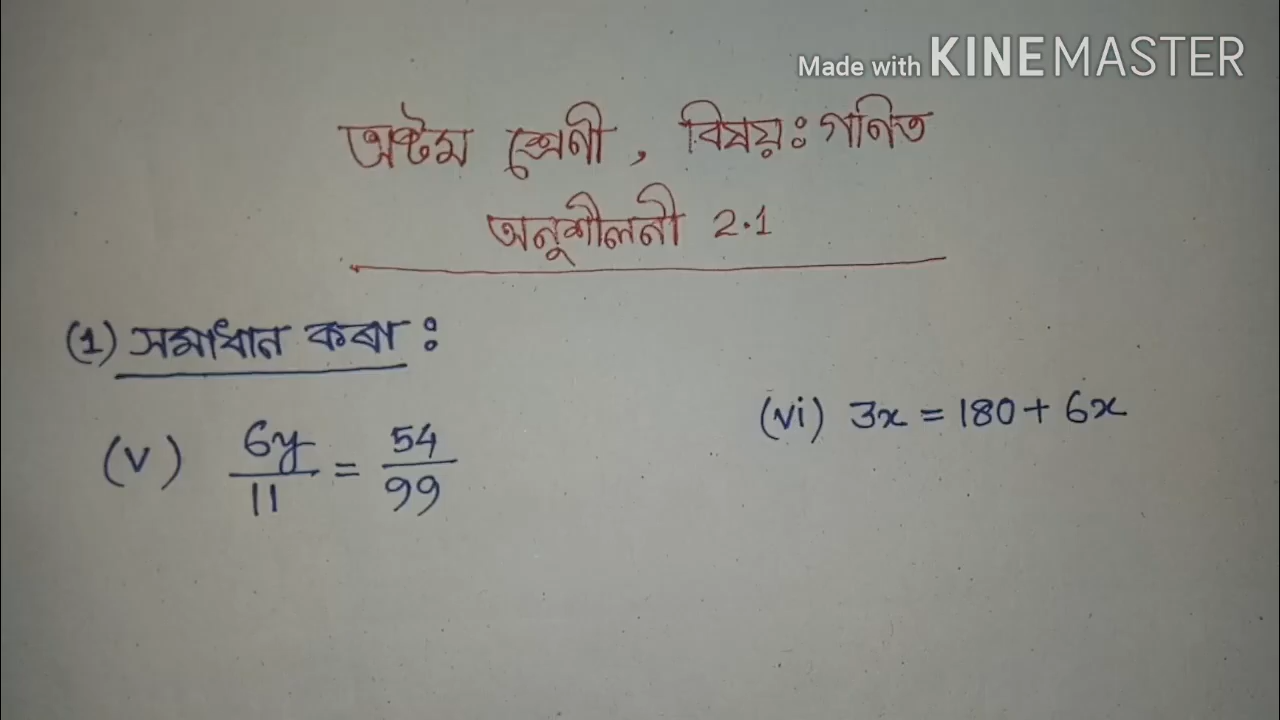 Made with KINEMASTER
অষ্টম শ্ৰেণী, বিষয়ঃ গণিত
অনুশীলনী 2.1
(1) সমাধান কৰা :
(v) 6y/11 = 54/99
(vi) 3x = 180 + 6x